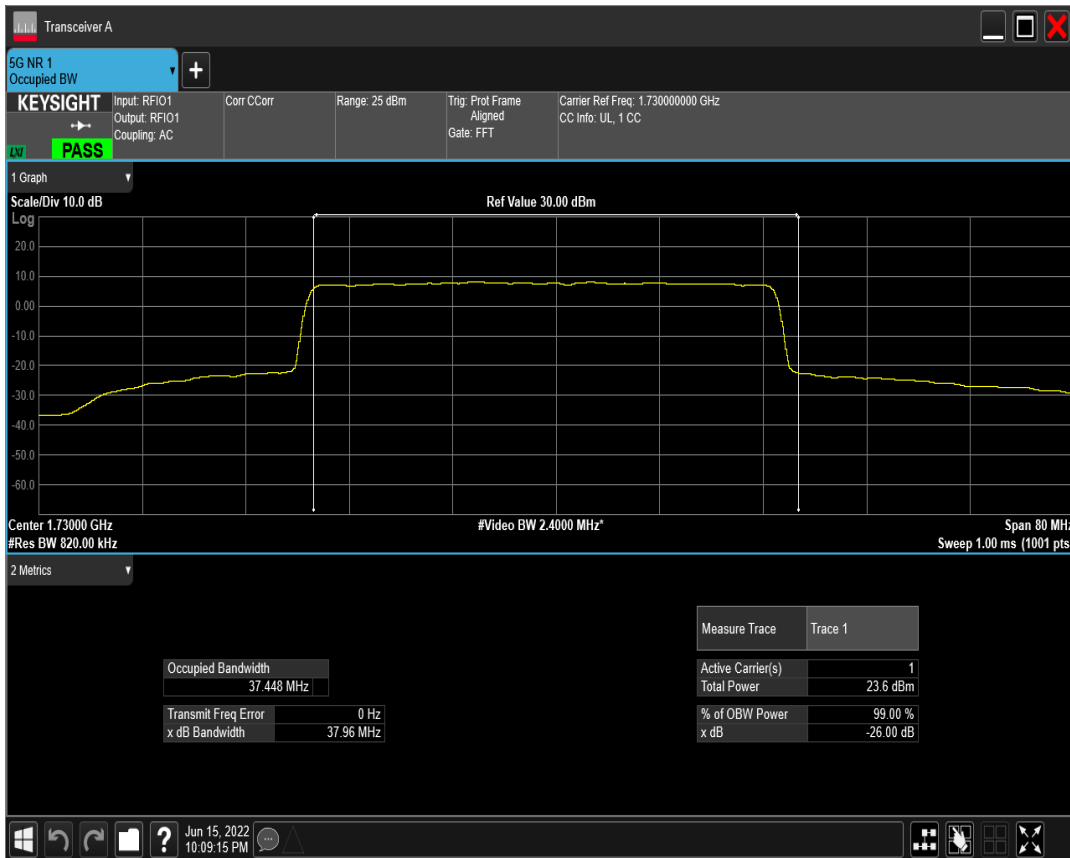 Transceiver A
5G NR 1
Occupied BW
+
KEYSIGHT
LXI
PASS
Input: RFIO1
Output: RFIO1
Coupling: AC
Corr CCorr
Range: 25 dBm
Trig: Prot Frame
Aligned
Gate: FFT
Carrier Ref Freq: 1.730000000 GHz
CC Info: UL, 1 CC
1 Graph
Scale/Div 10.0 dB
Ref Value 30.00 dBm
Log
20.0
10.0
0.00
-10.0
-20.0
-30.0
-40.0
-50.0
-60.0
Center 1.73000 GHz
#Video BW 2.4000 MHz*
Span 80 MHz
#Res BW 820.00 kHz
Sweep 1.00 ms (1001 pts
2 Metrics
Measure Trace Trace 1
Occupied Bandwidth
37.448 MHz
Active Carrier(s) 1
Total Power 23.6 dBm
Transmit Freq Error 0 Hz
x dB Bandwidth 37.96 MHz
% of OBW Power 99.00 %
x dB -26.00 dB
?
Jun 15, 2022
10:09:15 PM